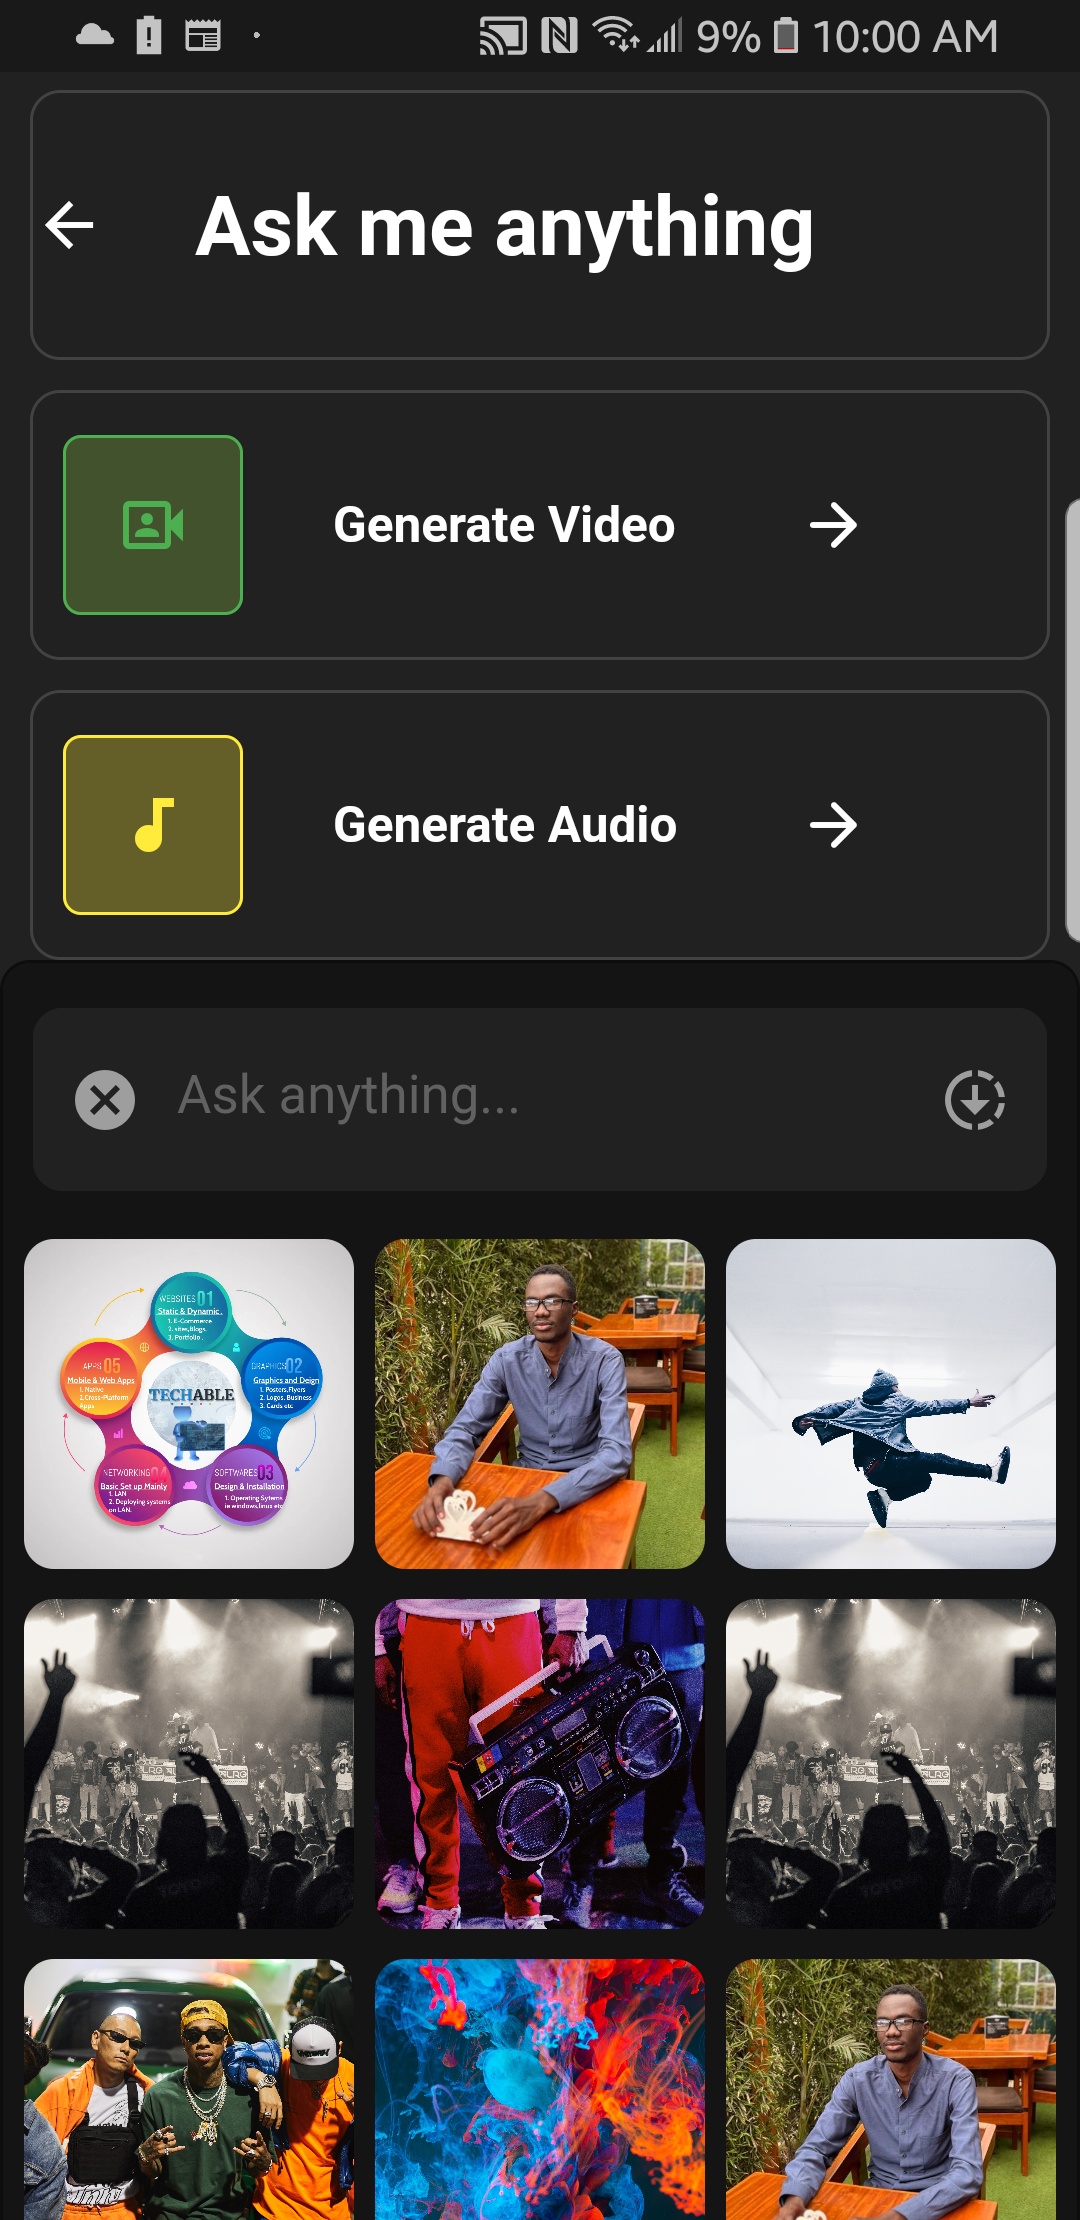 9% 10:00 AM
Ask me anything
Generate Video
Generate Audio
Ask anything...
WEBSITES 01
Static & Dynamic.
1. E-Commerce
2. sites,Blogs.
3. Portfolio.
APPS 05
Mobile & Web Apps
1. Native
2.Cross-Platform
Apps
GRAPHICS 02
Graphics and Deign
1. Posters,Flyers
2. Logos. Business
3. Cards etc
TECHABLE
NETWORKING 04
Basic Set up Mainly
1. LAN
2. Deploying systems
on LAN.
SOFTWARES 03
Design & Installation
1. Operating Sytems
ie windows,linux etc
LRG
LRG